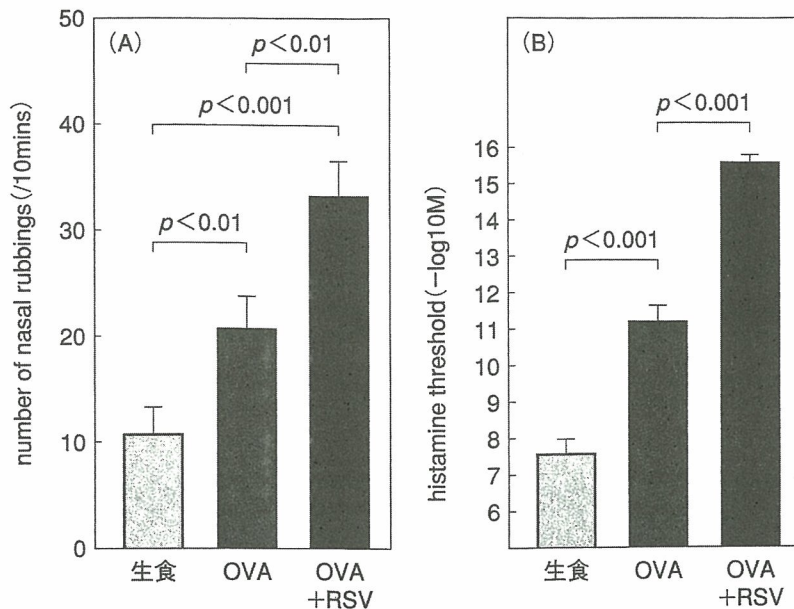 (A)
50
40
30
20
10
0
number of nasal rubbings(/10mins)
p<0.01
p<0.001
p<0.01
生食
OVA
OVA
+RSV
(B)
16
15
14
13
12
11
10
9
8
7
6
histamine threshold(−log10M)
p<0.001
p<0.001
生食
OVA
OVA
+RSV